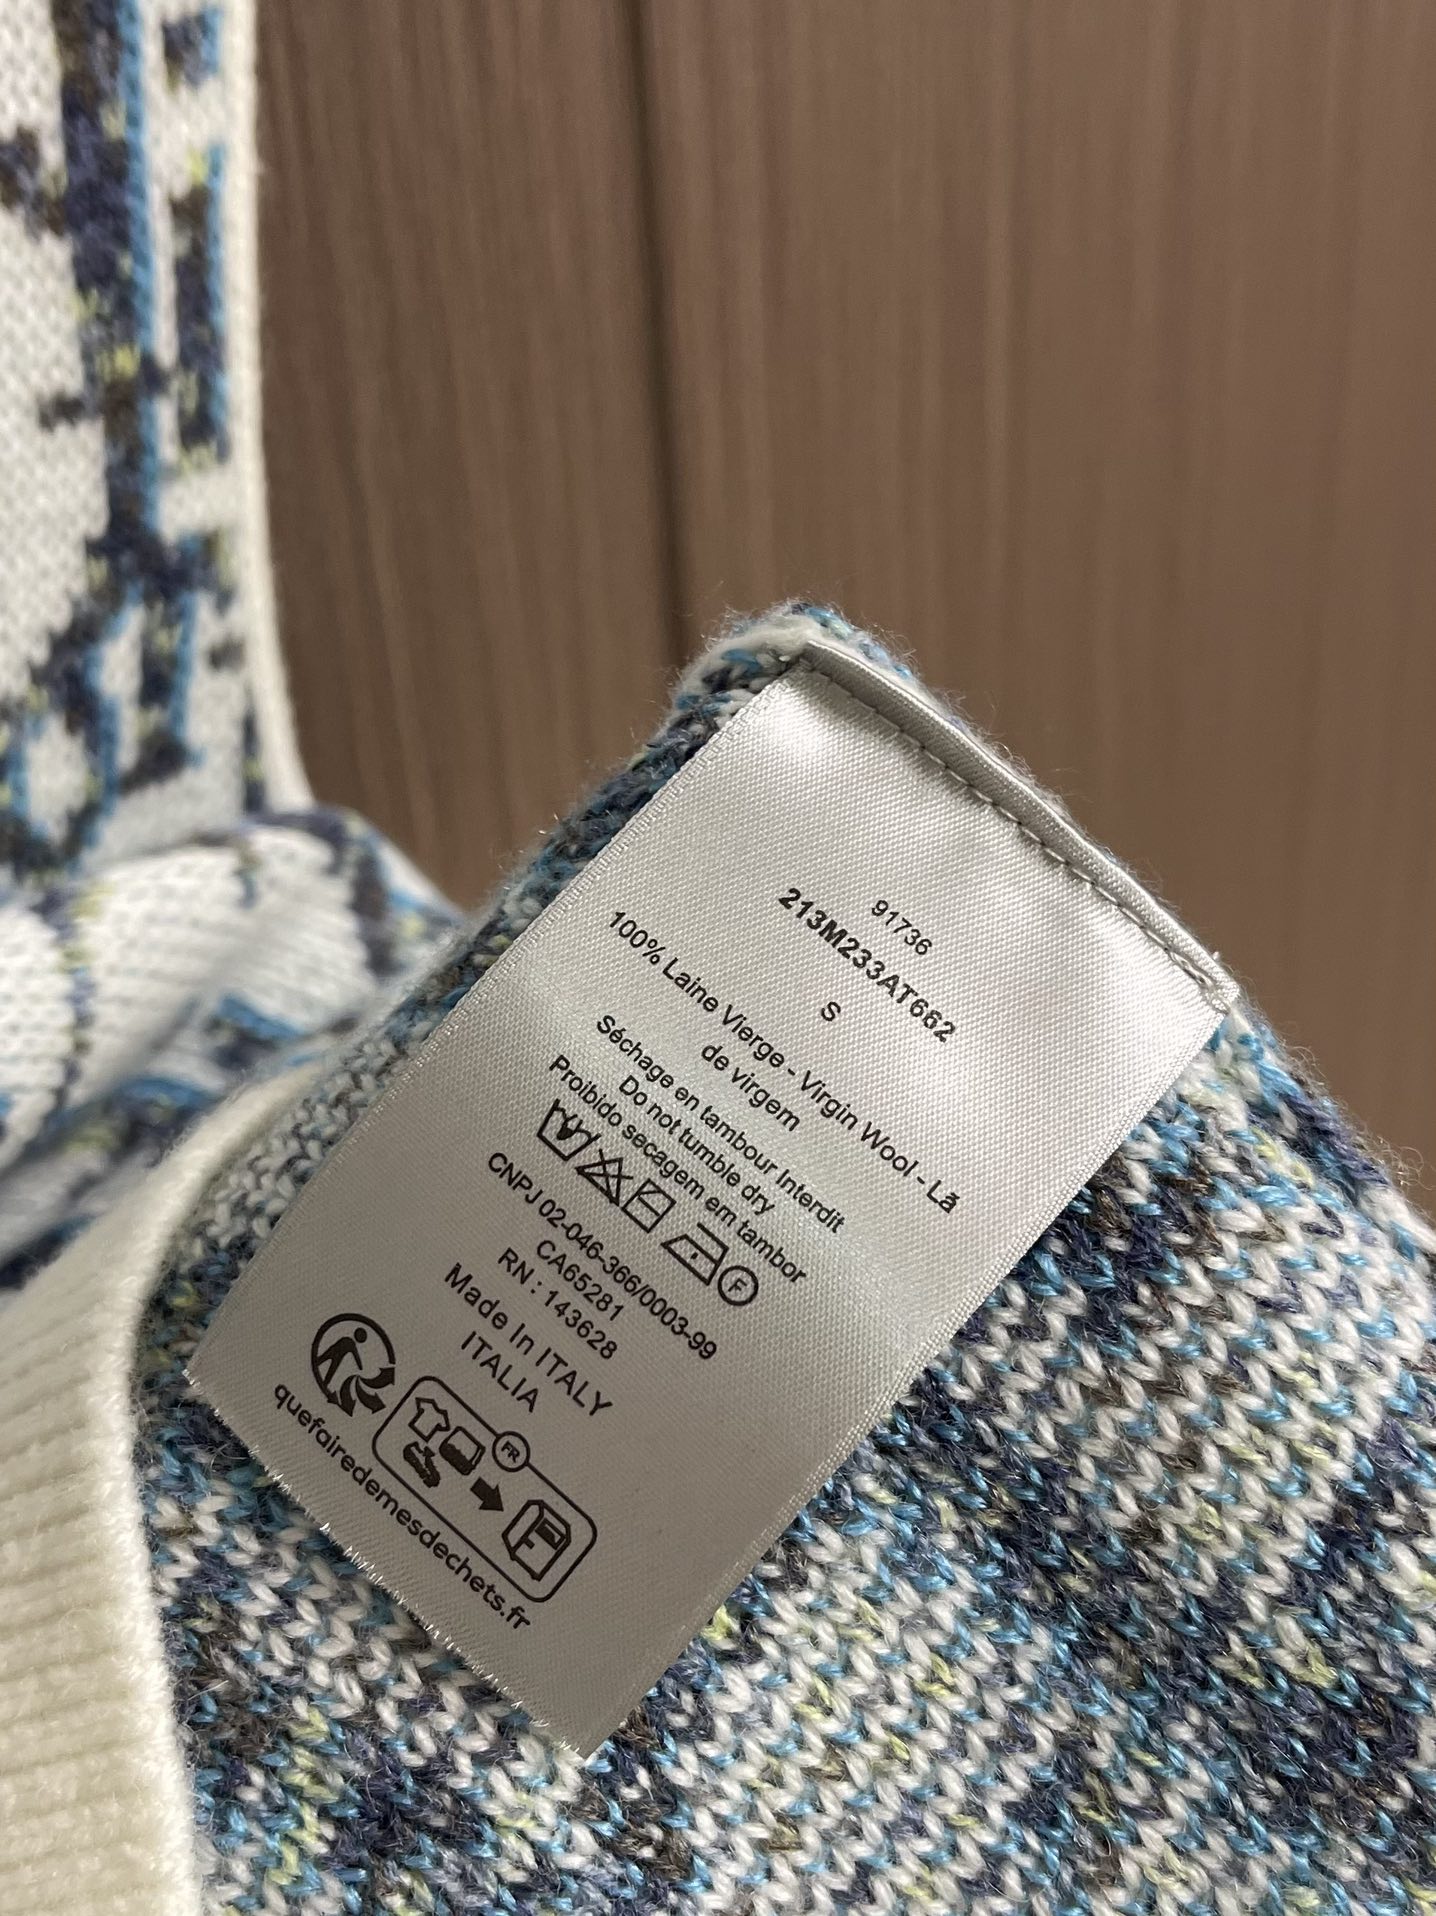 91736
213M233AT662
S
100% Laine Vierge - Virgin Wool - Lã
de virgem
Séchage en tambour Interdit
Do not tumble dry
Proibido secagem em tambor
F
CNPJ 02-046-366/0003-99
CA65281
RN : 143628
Made In ITALY
ITALIA
FR
quefairedemesdechets.fr